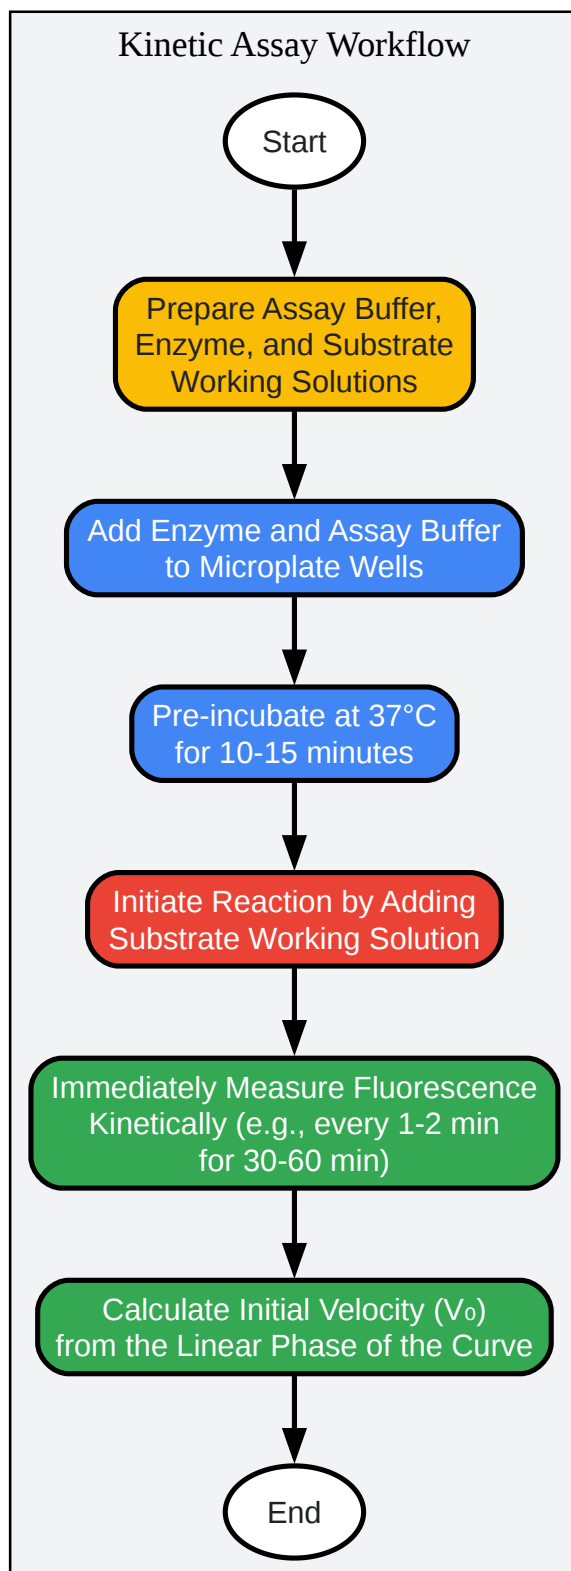 Kinetic Assay Workflow
Start
Prepare Assay Buffer,
Enzyme, and Substrate
Working Solutions
Add Enzyme and Assay Buffer
to Microplate Wells
Pre-incubate at 37°C
for 10-15 minutes
Initiate Reaction by Adding
Substrate Working Solution
Immediately Measure Fluorescence
Kinetically (e.g., every 1-2 min
for 30-60 min)
Calculate Initial Velocity (V₀)
from the Linear Phase of the Curve
End